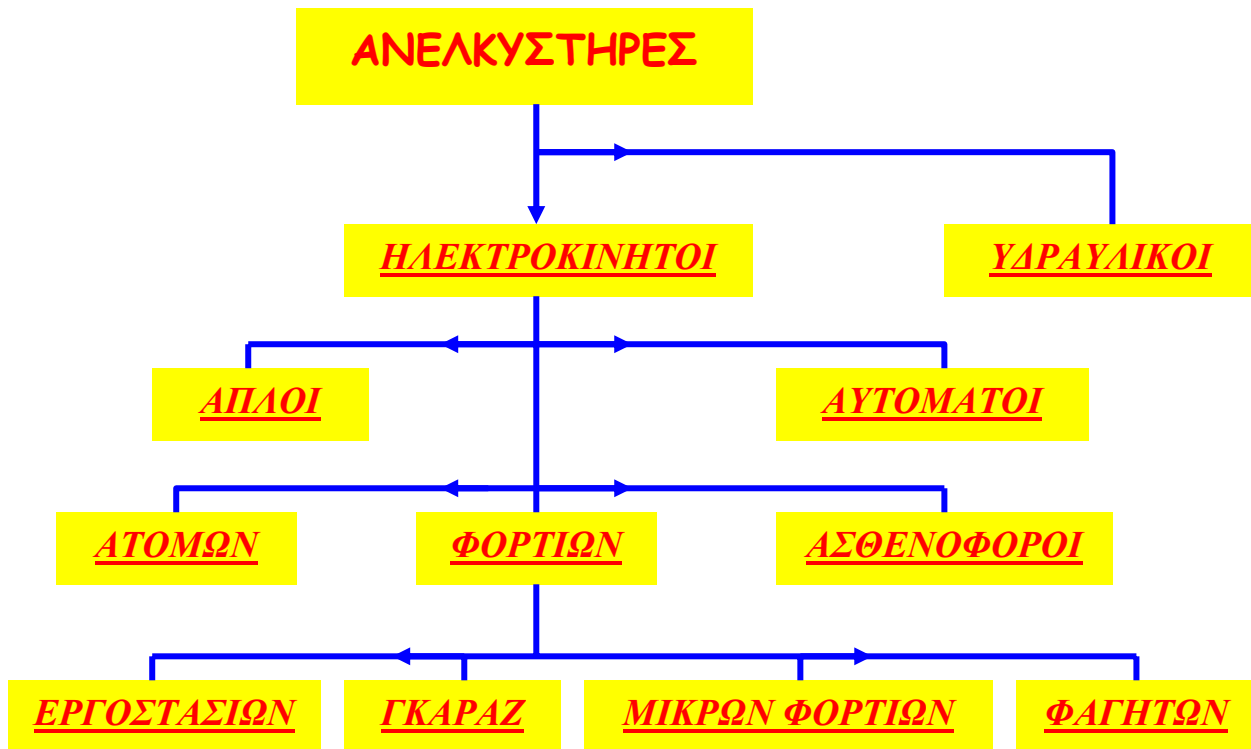 ΑΝΕΛΚΥΣΤΗΡΕΣ
ΗΛΕΚΤΡΟΚΙΝΗΤΟΙ
ΥΔΡΑΥΛΙΚΟΙ
ΑΠΛΟΙ
ΑΥΤΟΜΑΤΟΙ
ΑΤΟΜΩΝ
ΦΟΡΤΙΩΝ
ΑΣΘΕΝΟΦΟΡΟΙ
ΕΡΓΟΣΤΑΣΙΩΝ
ΓΚΑΡΑΖ
ΜΙΚΡΩΝ ΦΟΡΤΙΩΝ
ΦΑΓΗΤΩΝ